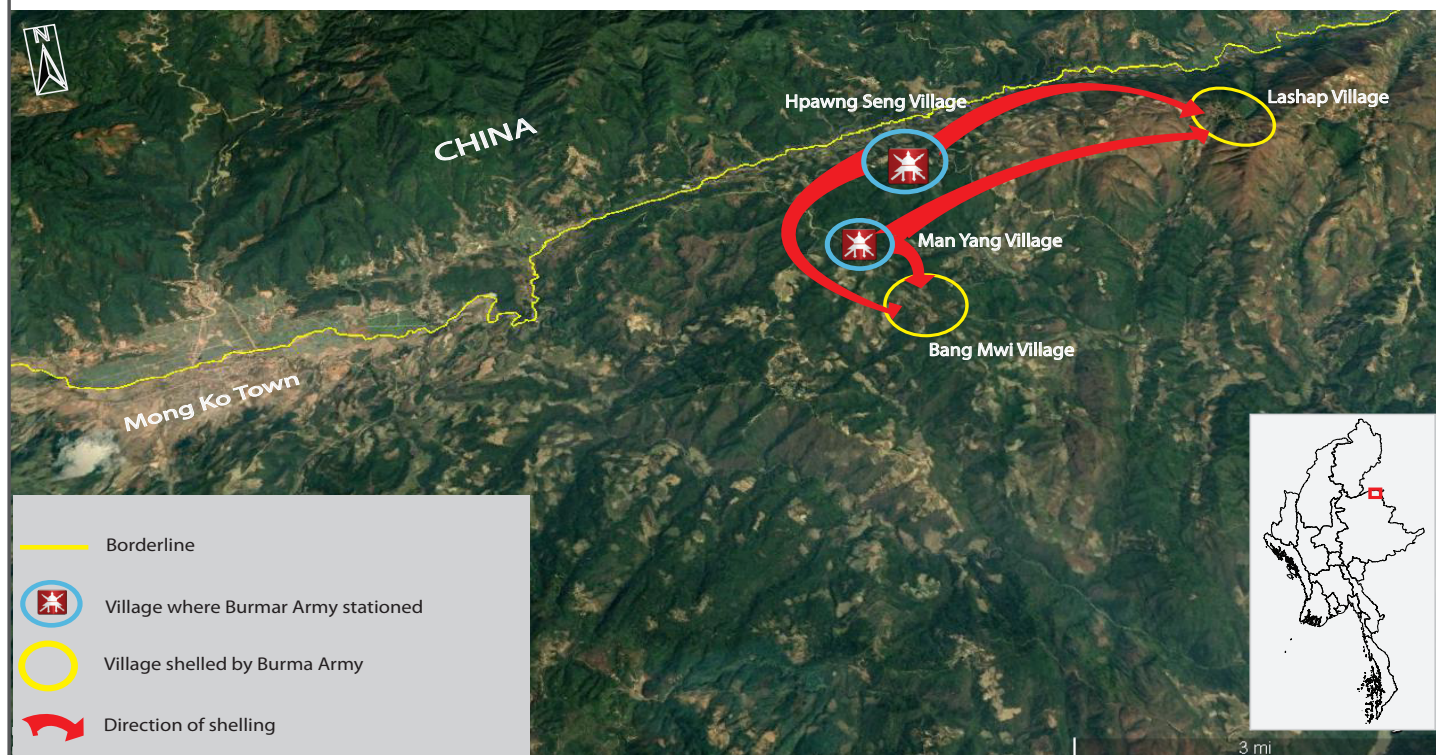 N
CHINA
Hpawng Seng Village
Lashap Village
Man Yang Village
Bang Mwi Village
Mong Ko Town
Borderline
Village where Burmar Army stationed
Village shelled by Burma Army
Direction of shelling
3 mi